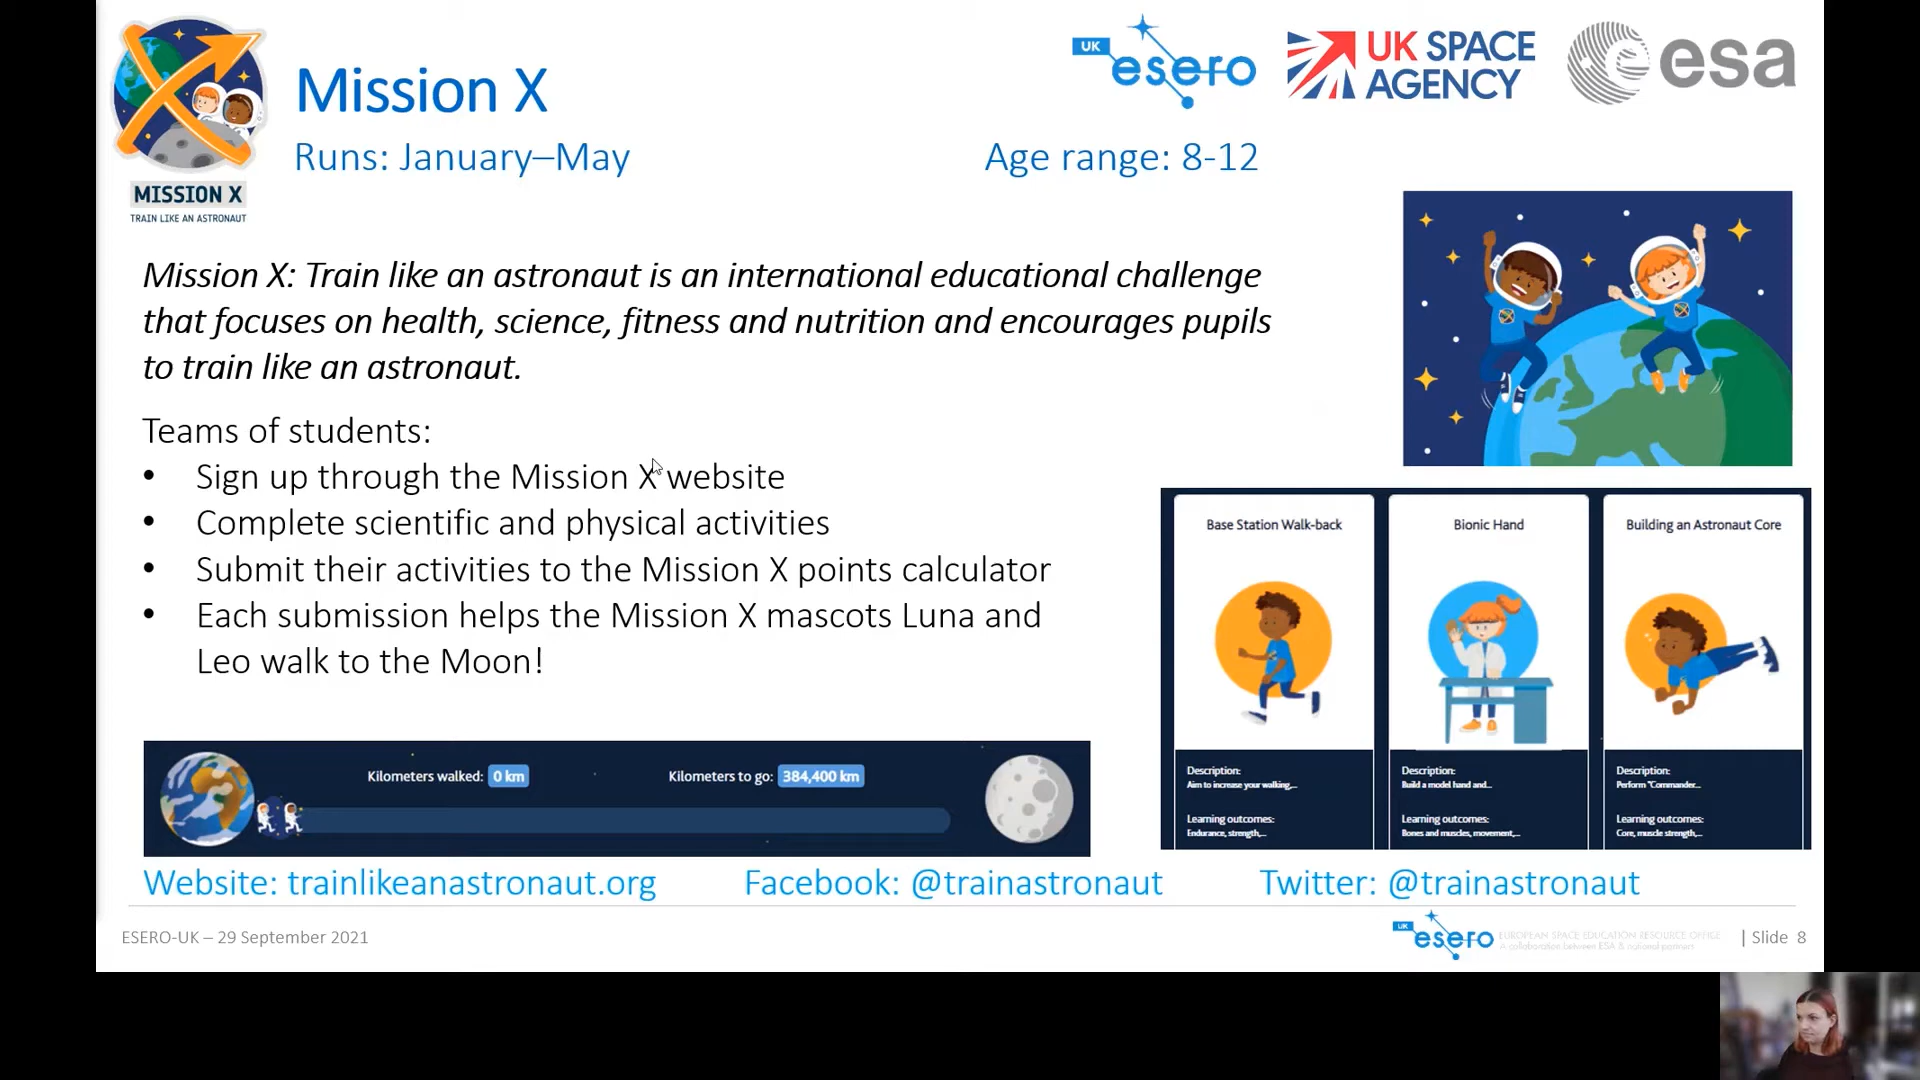 Mission X
UK
esero
UK SPACE
AGENCY
esa
Runs: January–May
Age range: 8-12
MISSION X
TRAIN LIKE AN ASTRONAUT
Mission X: Train like an astronaut is an international educational challenge
that focuses on health, science, fitness and nutrition and encourages pupils
to train like an astronaut.
Teams of students:
• Sign up through the Mission X website
• Complete scientific and physical activities
• Submit their activities to the Mission X points calculator
• Each submission helps the Mission X mascots Luna and
Leo walk to the Moon!
Base Station Walk-back
Description:
Aim to increase your walking,...
Learning outcomes:
Endurance, strength,...
Bionic Hand
Description:
Build a model hand and...
Learning outcomes:
Bones and muscles, movement,...
Building an Astronaut Core
Description:
Perform "Commander...
Learning outcomes:
Core, muscle strength,...
Kilometers walked: 0 km
Kilometers to go: 384,400 km
Website: trainlikeanastronaut.org
Facebook: @trainastronaut
Twitter: @trainastronaut
ESERO-UK – 29 September 2021
UK
esero
EUROPEAN SPACE EDUCATION RESOURCE OFFICE
A collaboration between ESA & national partners
| Slide 8